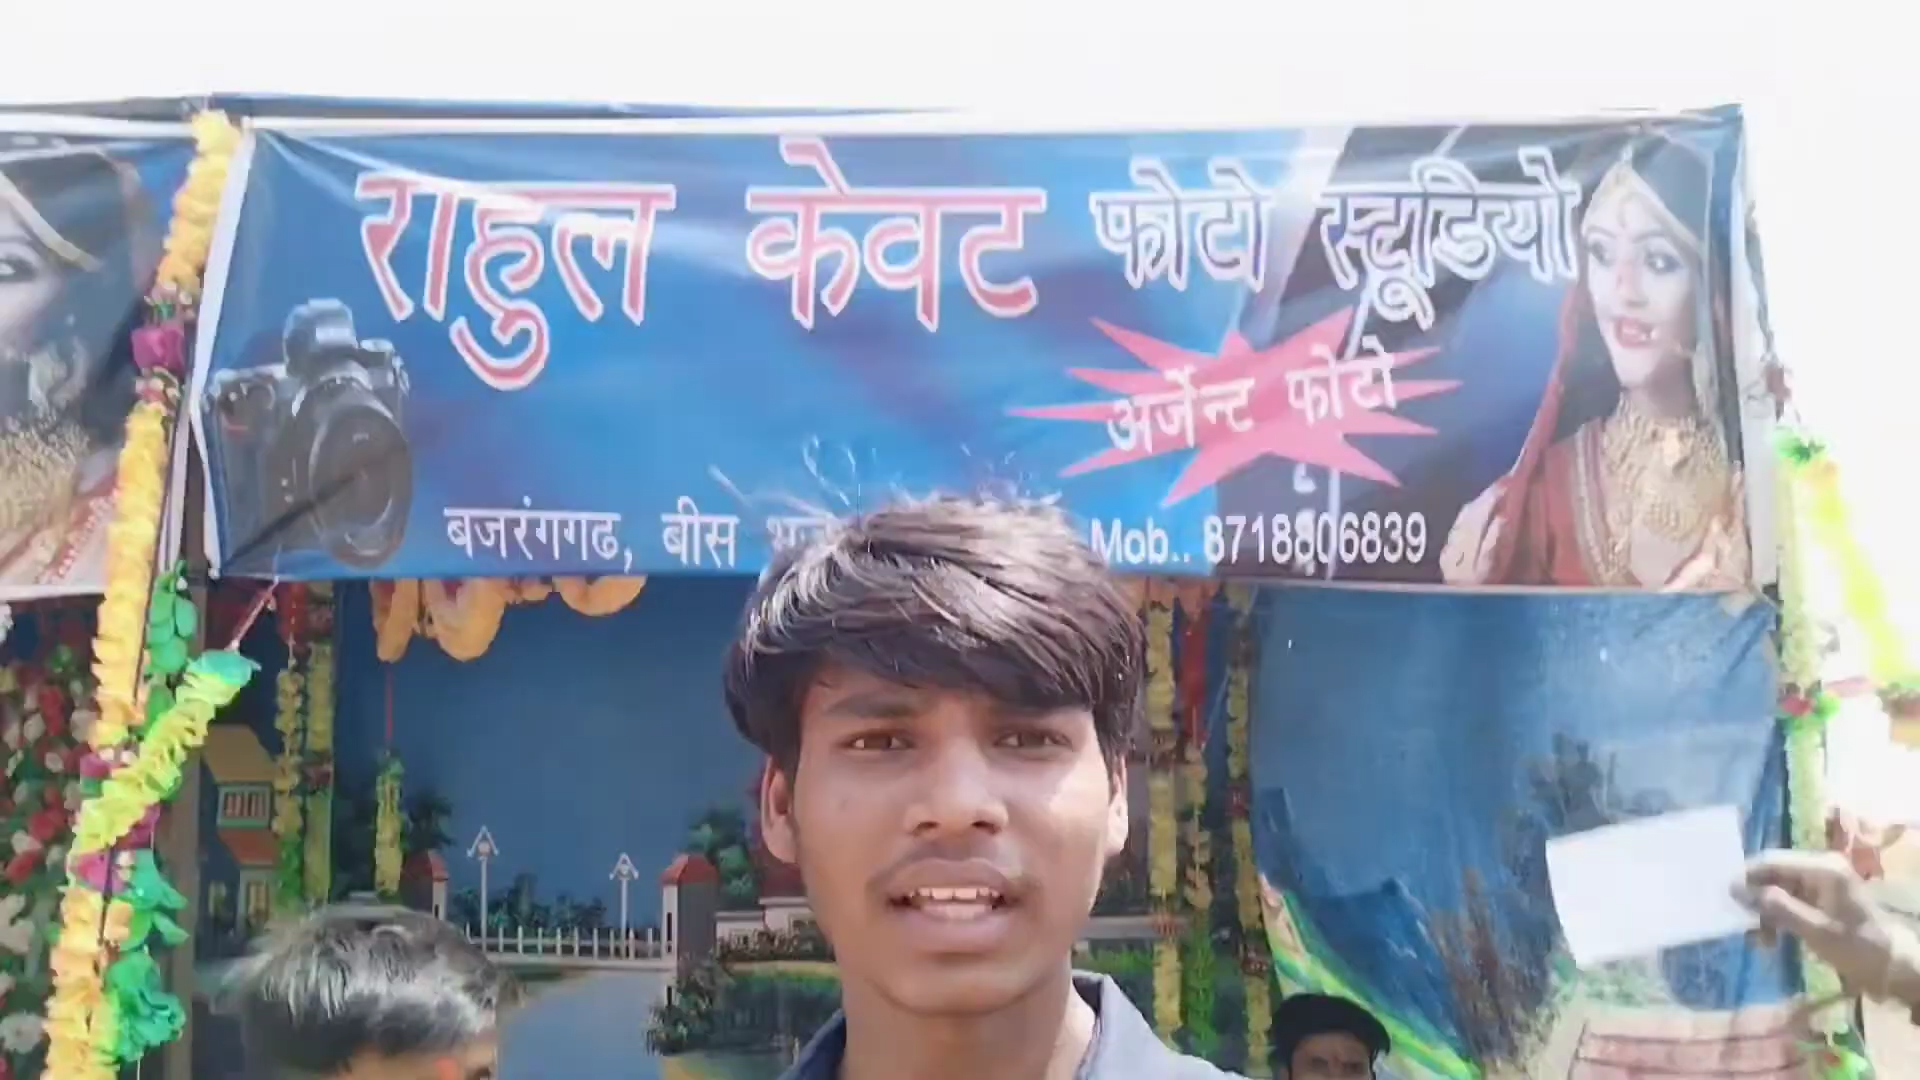 राहुल केवट फोटो स्टूडियो
अर्जेन्ट फोटो
बजरंगगढ, बीस Mob.. 8718806839